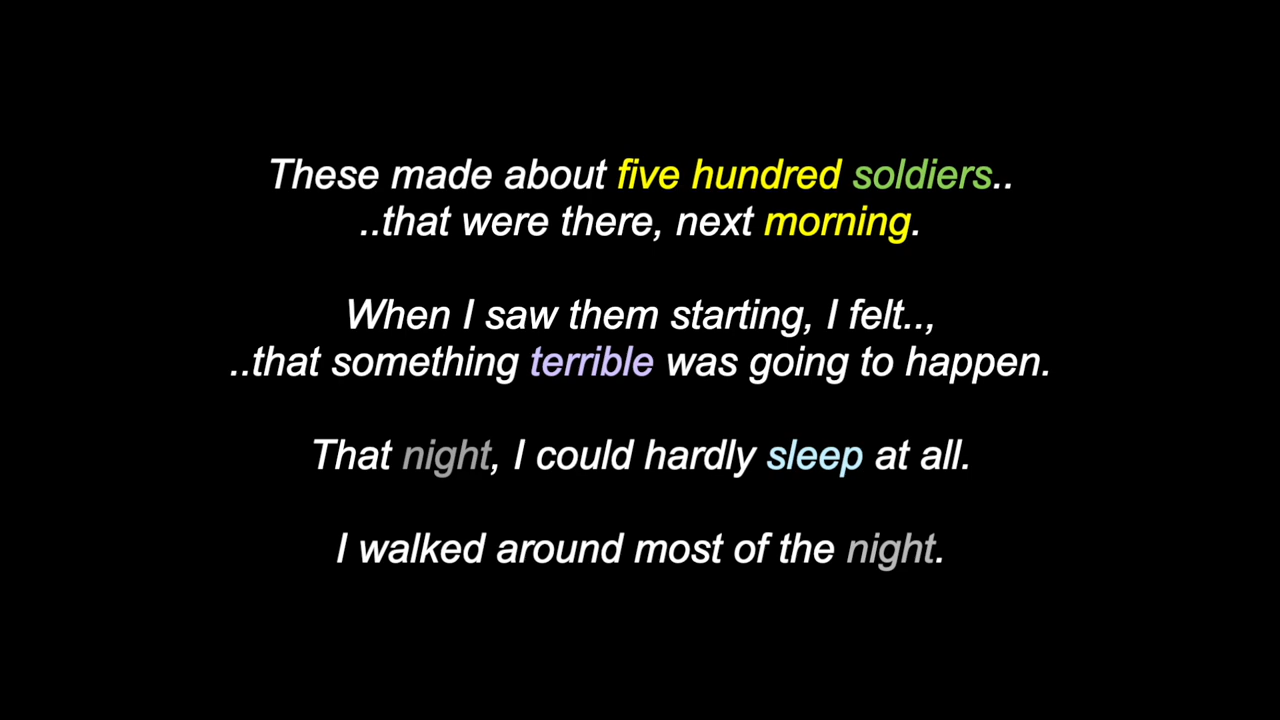 These made about five hundred soldiers..
..that were there, next morning.
When I saw them starting, I felt..,
..that something terrible was going to happen.
That night, I could hardly sleep at all.
I walked around most of the night.